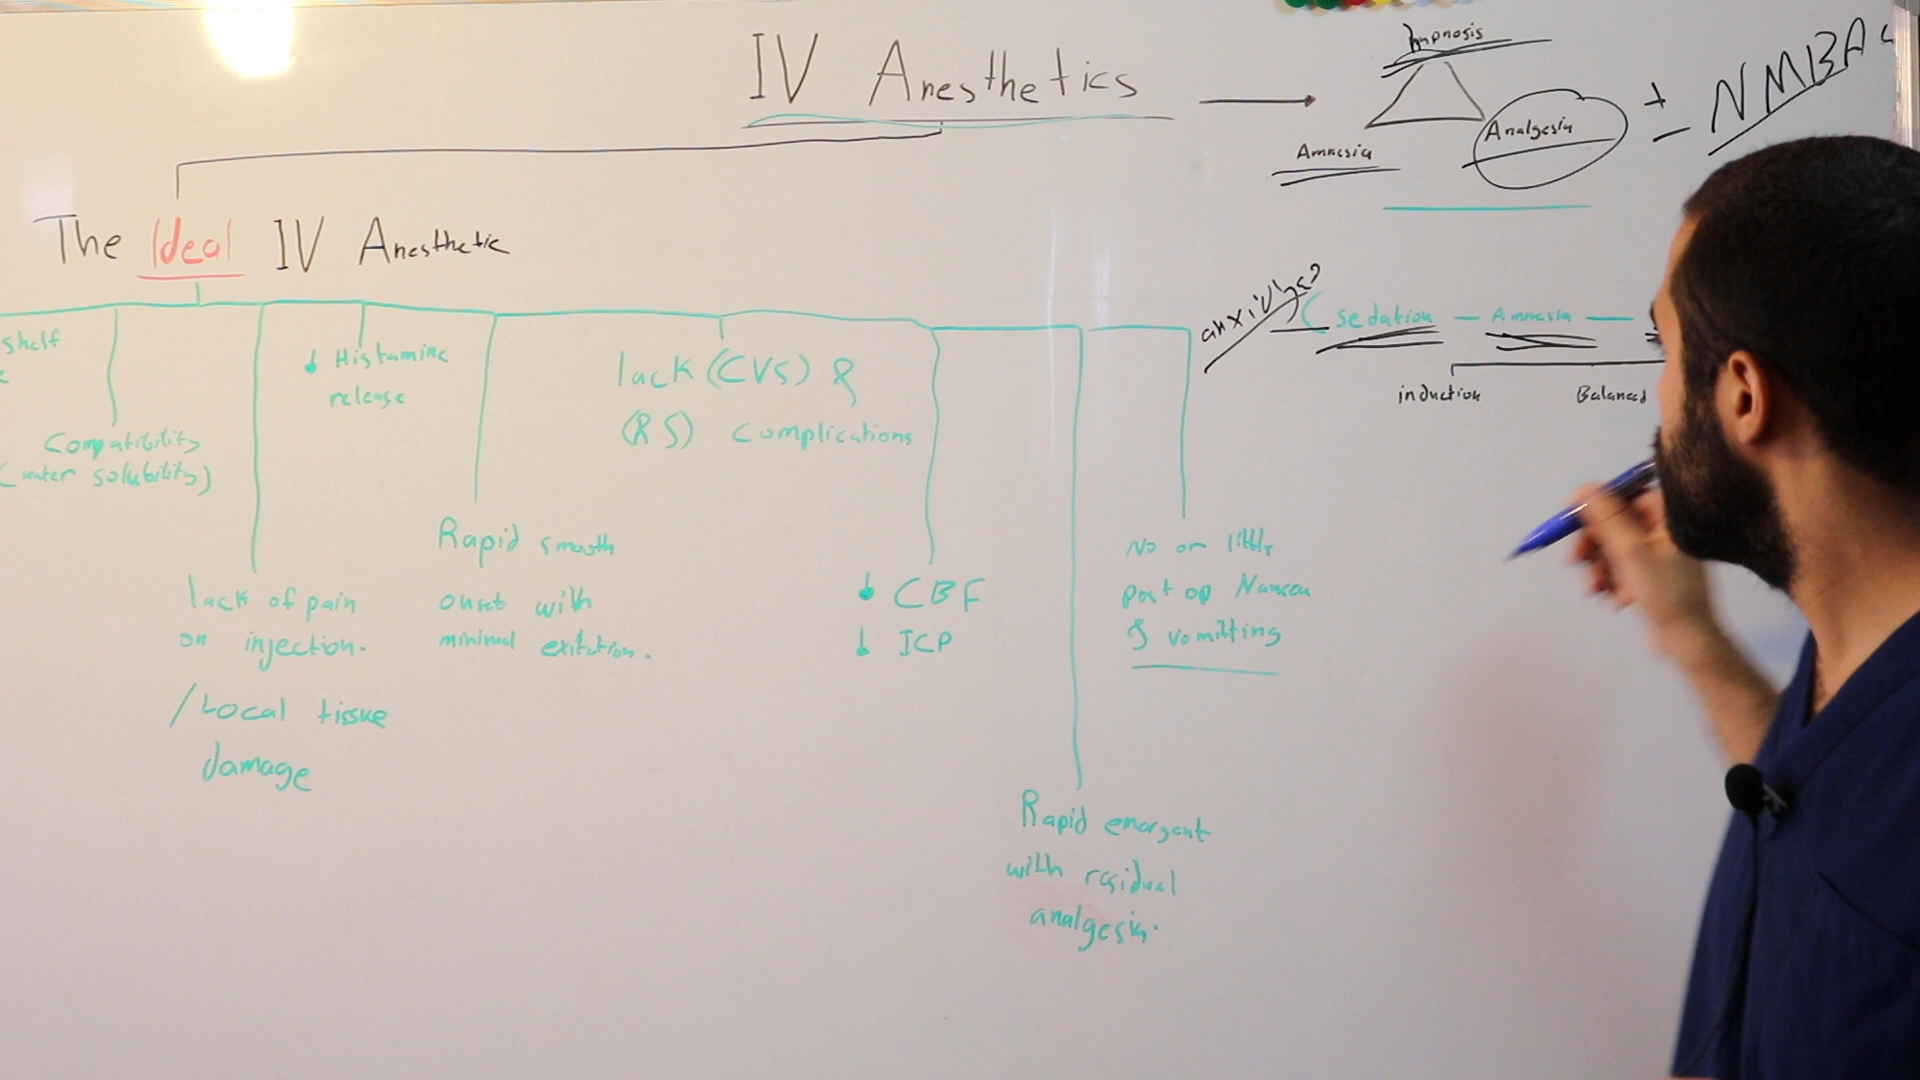 IV Anesthetics
hypnosis
Amnesia
Analgesia
+ NMBA
The Ideal IV Anesthetic
shelf
Compatibility
(water solubility)
lack of pain
on injection.
/Local tissue
damage
↓ Histamine
release
Rapid smooth
onset with
minimal exitation.
lack (CVS) &
(RS) complications
↓ CBF
↓ ICP
Rapid emergent
with residual
analgesia.
No or little
post op Nausea
& vomitting
sedation — Amnesia —
induction
Balanced